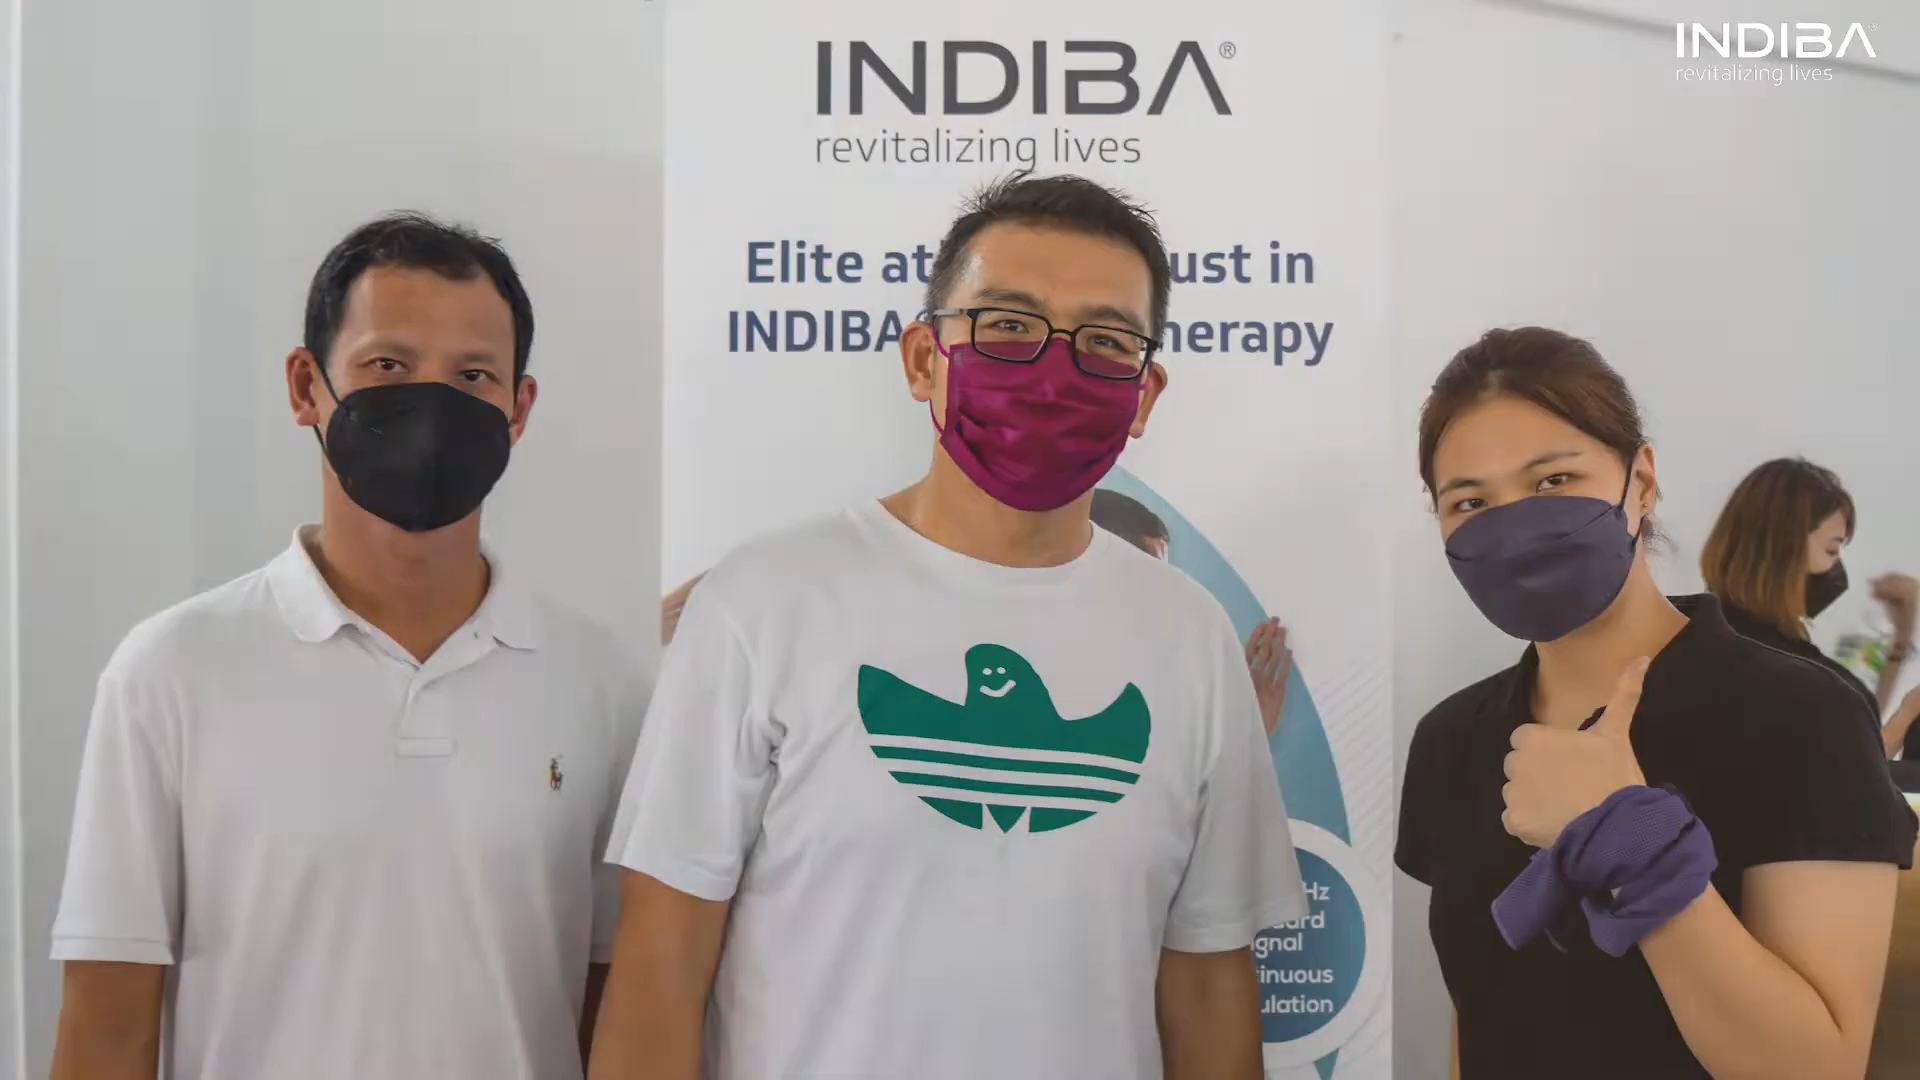 INDIBA®
revitalizing lives
INDIBA
revitalizing lives
Elite at ust in
INDIBA herapy
Hz
ard
gnal
inuous
ulation